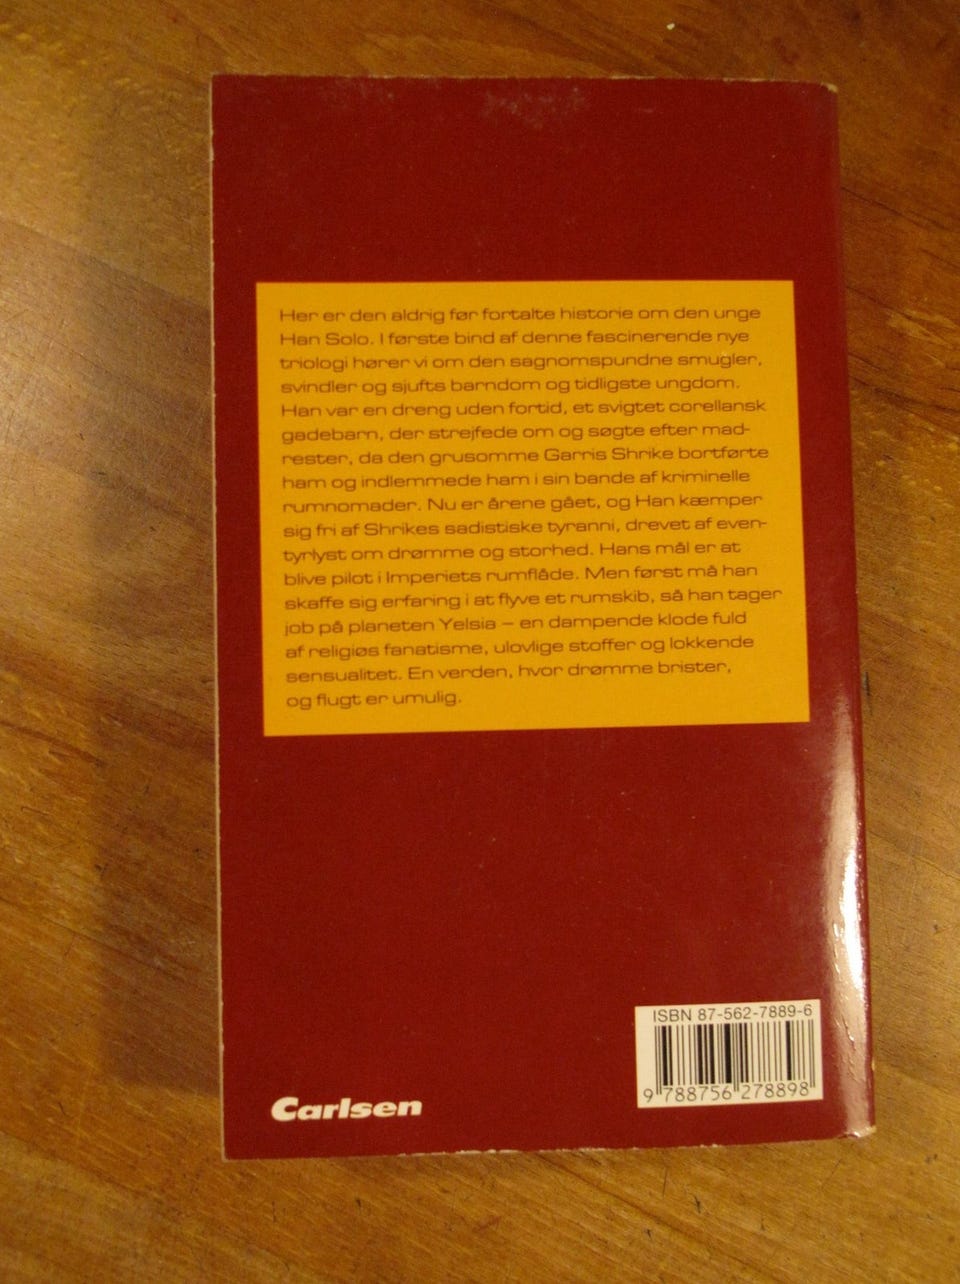 Her er den aldrig før fortalte historie om den unge
Han Solo. I første bind af denne fascinerende nye
triologi hører vi om den sagnomspundne smugler,
svindler og sjufts barndom og tidligste ungdom.
Han var en dreng uden fortid, et svigtet corellansk
gadebarn, der strejfede om og søgte efter mad-
rester, da den grusomme Garris Shrike bortførte
ham og indlemmede ham i sin bande af kriminelle
rumnomader. Nu er årene gået, og Han kæmper
sig fri af Shrikes sadistiske tyranni, drevet af even-
tyrlyst om drømme og storhed. Hans mål er at
blive pilot i Imperiets rumflåde. Men først må han
skaffe sig erfaring i at flyve et rumskib, så han tager
job på planeten Yelsia – en dampende klode fuld
af religiøs fanatisme, ulovlige stoffer og lokkende
sensualitet. En verden, hvor drømme brister,
og flugt er umulig.
ISBN 87-562-7889-6
9 788756 278898
Carlsen